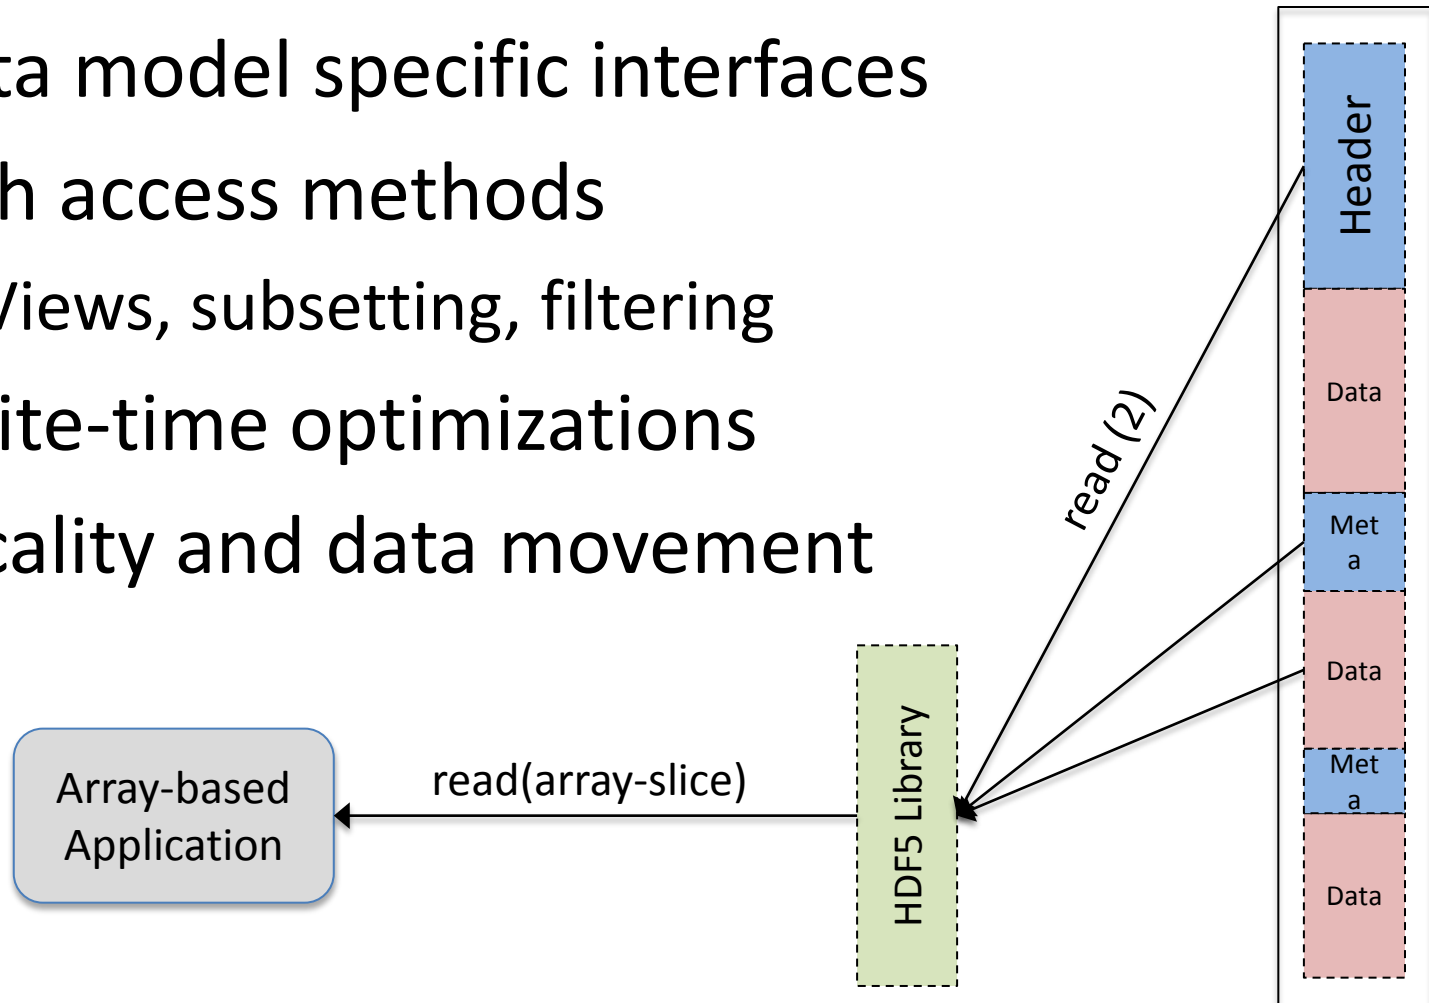 ta model specific interfaces
h access methods
Views, subsetting, filtering
ite-time optimizations
cality and data movement
Header
Data
read (2)
Met
a
Data
Met
a
Data
HDF5 Library
read(array-slice)
Array-based
Application